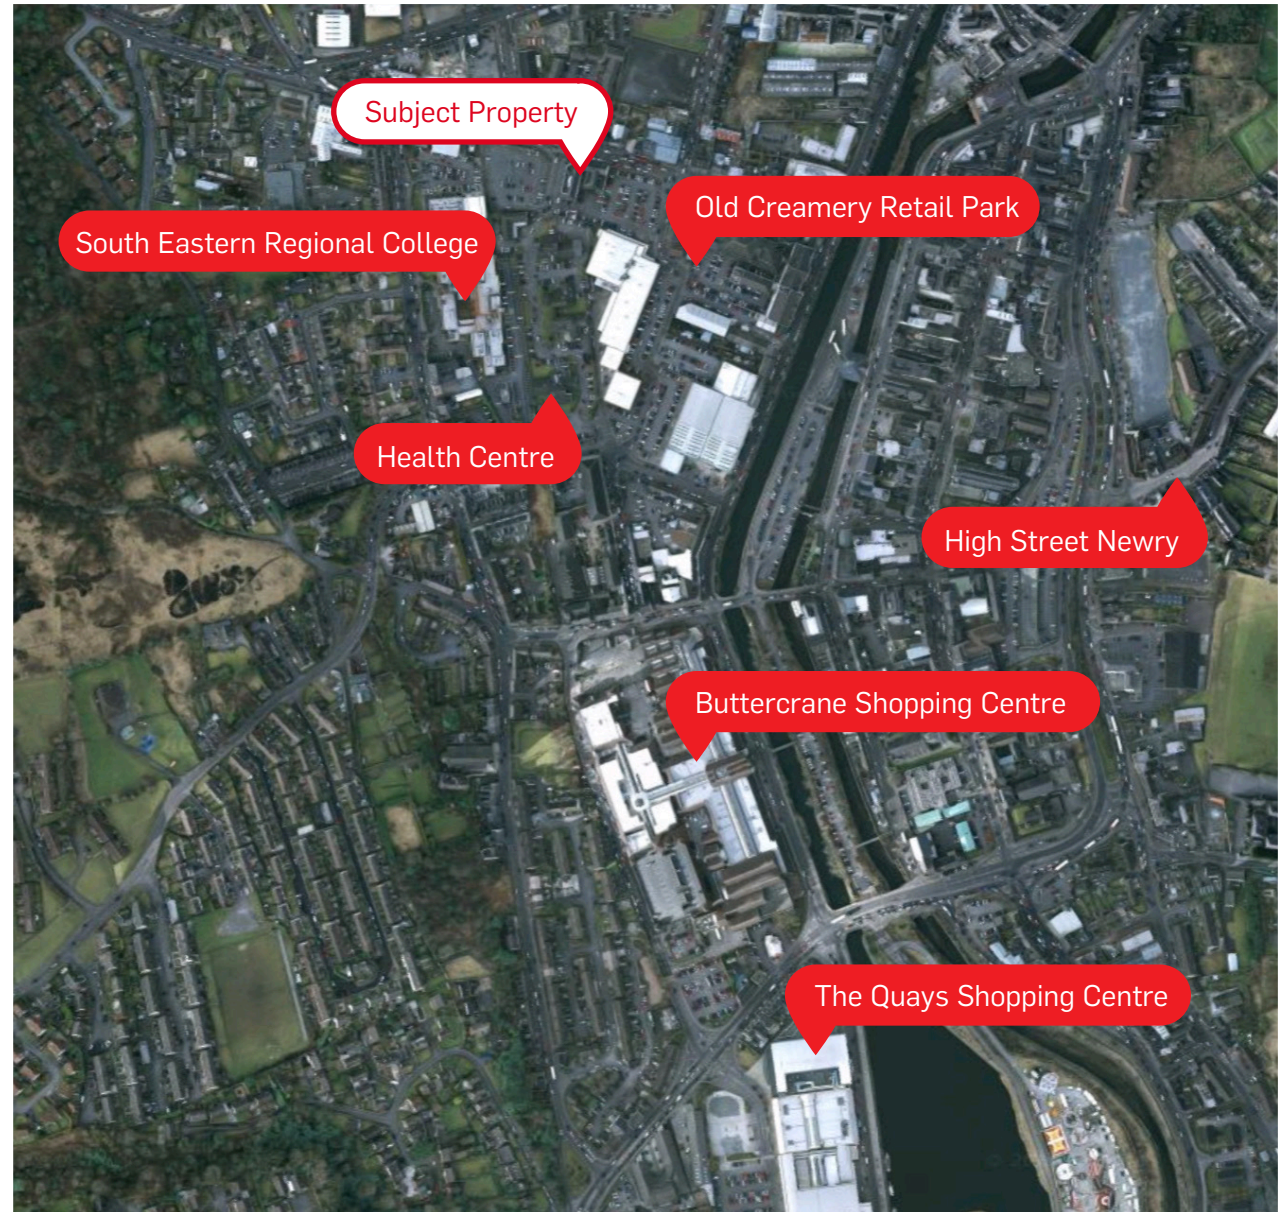 Subject Property
Old Creamery Retail Park
South Eastern Regional College
Health Centre
High Street Newry
Buttercrane Shopping Centre
The Quays Shopping Centre